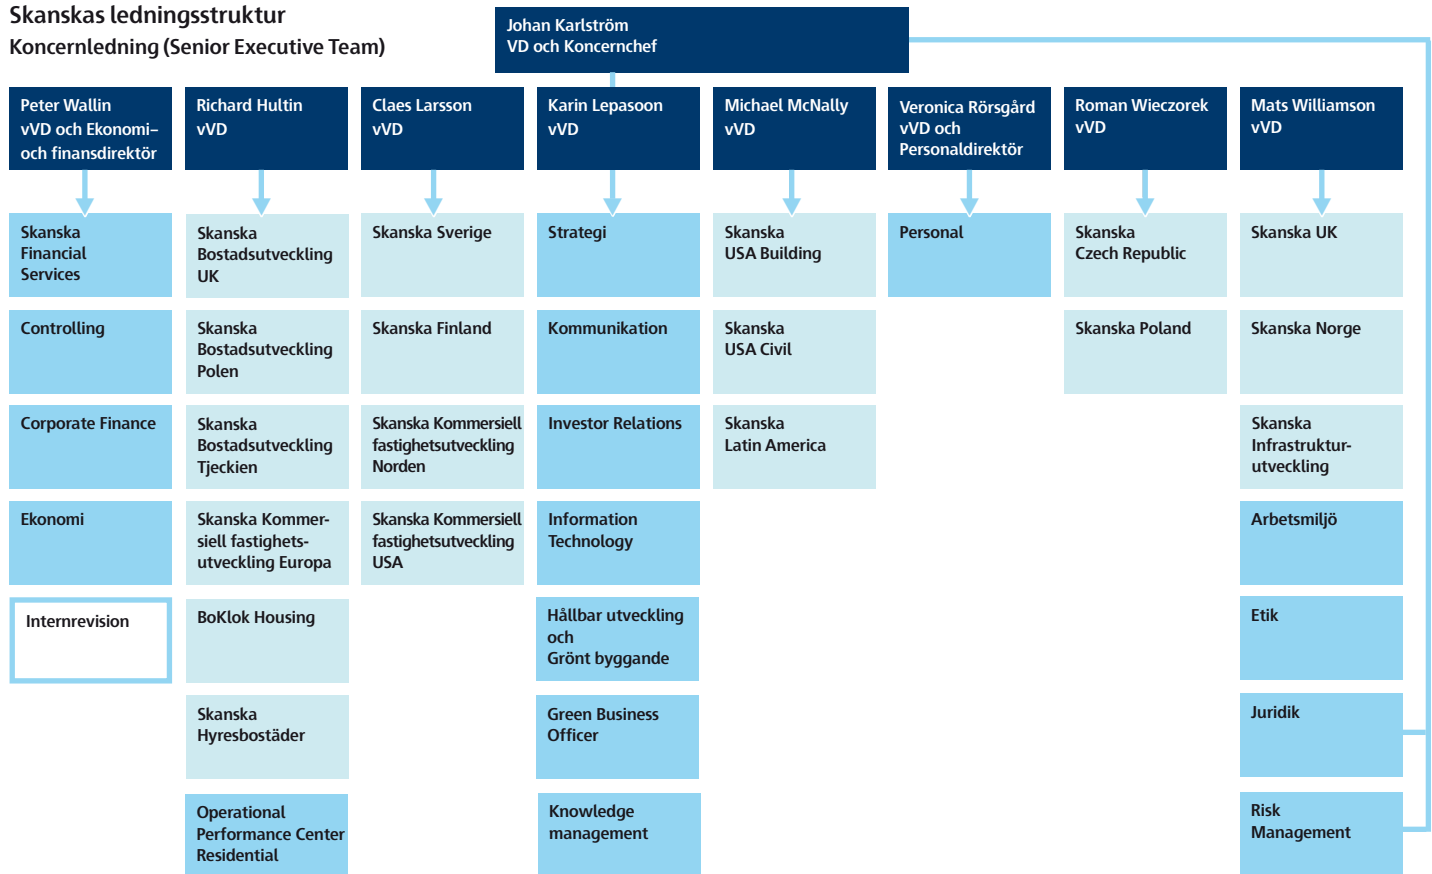 Skanskas ledningsstruktur
Koncernledning (Senior Executive Team)
Johan Karlström
VD och Koncernchef
Peter Wallin
vVD och Ekonomi–
och finansdirektör
Skanska
Financial
Services
Controlling
Corporate Finance
Ekonomi
Internrevision
Richard Hultin
vVD
Skanska
Bostadsutveckling
UK
Skanska
Bostadsutveckling
Polen
Skanska
Bostadsutveckling
Tjeckien
Skanska Kommer-
siell fastighets-
utveckling Europa
BoKlok Housing
Skanska
Hyresbostäder
Operational
Performance Center
Residential
Claes Larsson
vVD
Skanska Sverige
Skanska Finland
Skanska Kommersiell
fastighetsutveckling
Norden
Skanska Kommersiell
fastighetsutveckling
USA
Karin Lepasoon
vVD
Strategi
Kommunikation
Investor Relations
Information
Technology
Hållbar utveckling
och
Grönt byggande
Green Business
Officer
Knowledge
management
Michael McNally
vVD
Skanska
USA Building
Skanska
USA Civil
Skanska
Latin America
Veronica Rörsgård
vVD och
Personaldirektör
Personal
Roman Wieczorek
vVD
Skanska
Czech Republic
Skanska Poland
Mats Williamson
vVD
Skanska UK
Skanska Norge
Skanska
Infrastruktur-
utveckling
Arbetsmiljö
Etik
Juridik
Risk
Management